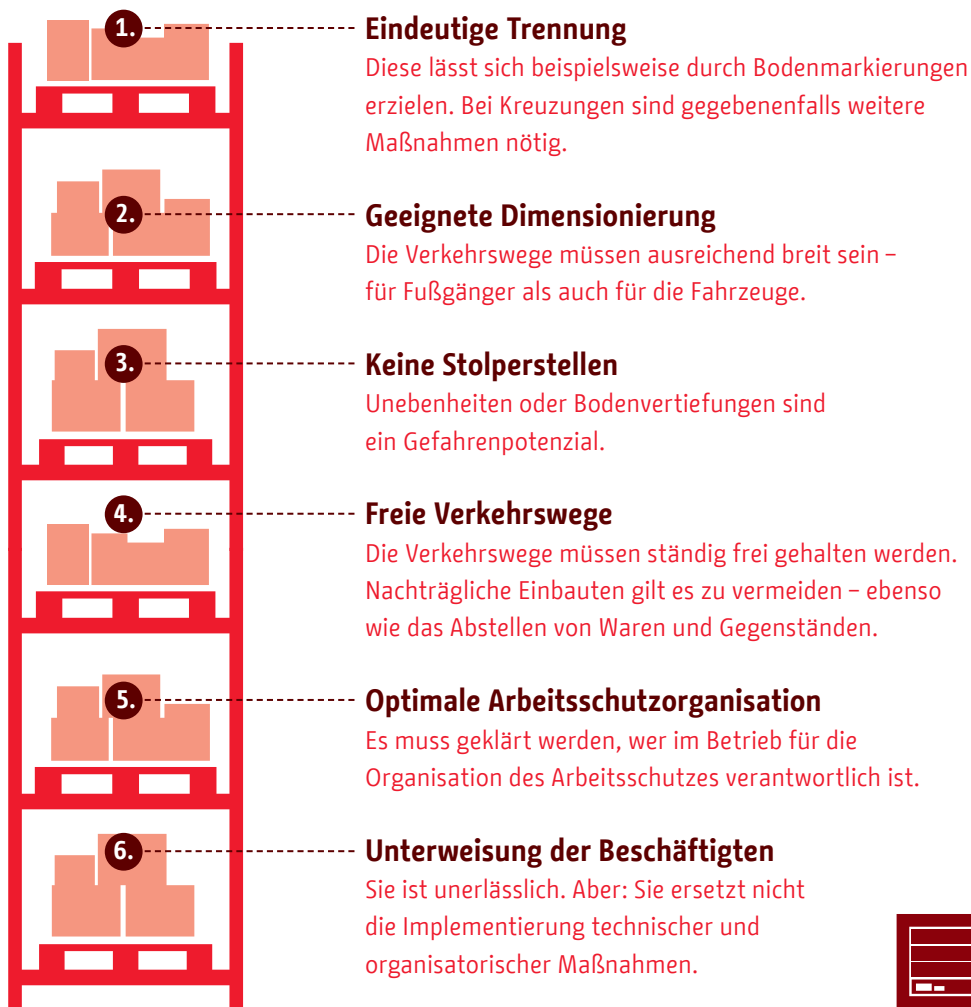 1. Eindeutige Trennung
Diese lässt sich beispielsweise durch Bodenmarkierungen
erzielen. Bei Kreuzungen sind gegebenenfalls weitere
Maßnahmen nötig.
2. Geeignete Dimensionierung
Die Verkehrswege müssen ausreichend breit sein –
für Fußgänger als auch für die Fahrzeuge.
3. Keine Stolperstellen
Unebenheiten oder Bodenvertiefungen sind
ein Gefahrenpotenzial.
4. Freie Verkehrswege
Die Verkehrswege müssen ständig frei gehalten werden.
Nachträgliche Einbauten gilt es zu vermeiden – ebenso
wie das Abstellen von Waren und Gegenständen.
5. Optimale Arbeitsschutzorganisation
Es muss geklärt werden, wer im Betrieb für die
Organisation des Arbeitsschutzes verantwortlich ist.
6. Unterweisung der Beschäftigten
Sie ist unerlässlich. Aber: Sie ersetzt nicht
die Implementierung technischer und
organisatorischer Maßnahmen.